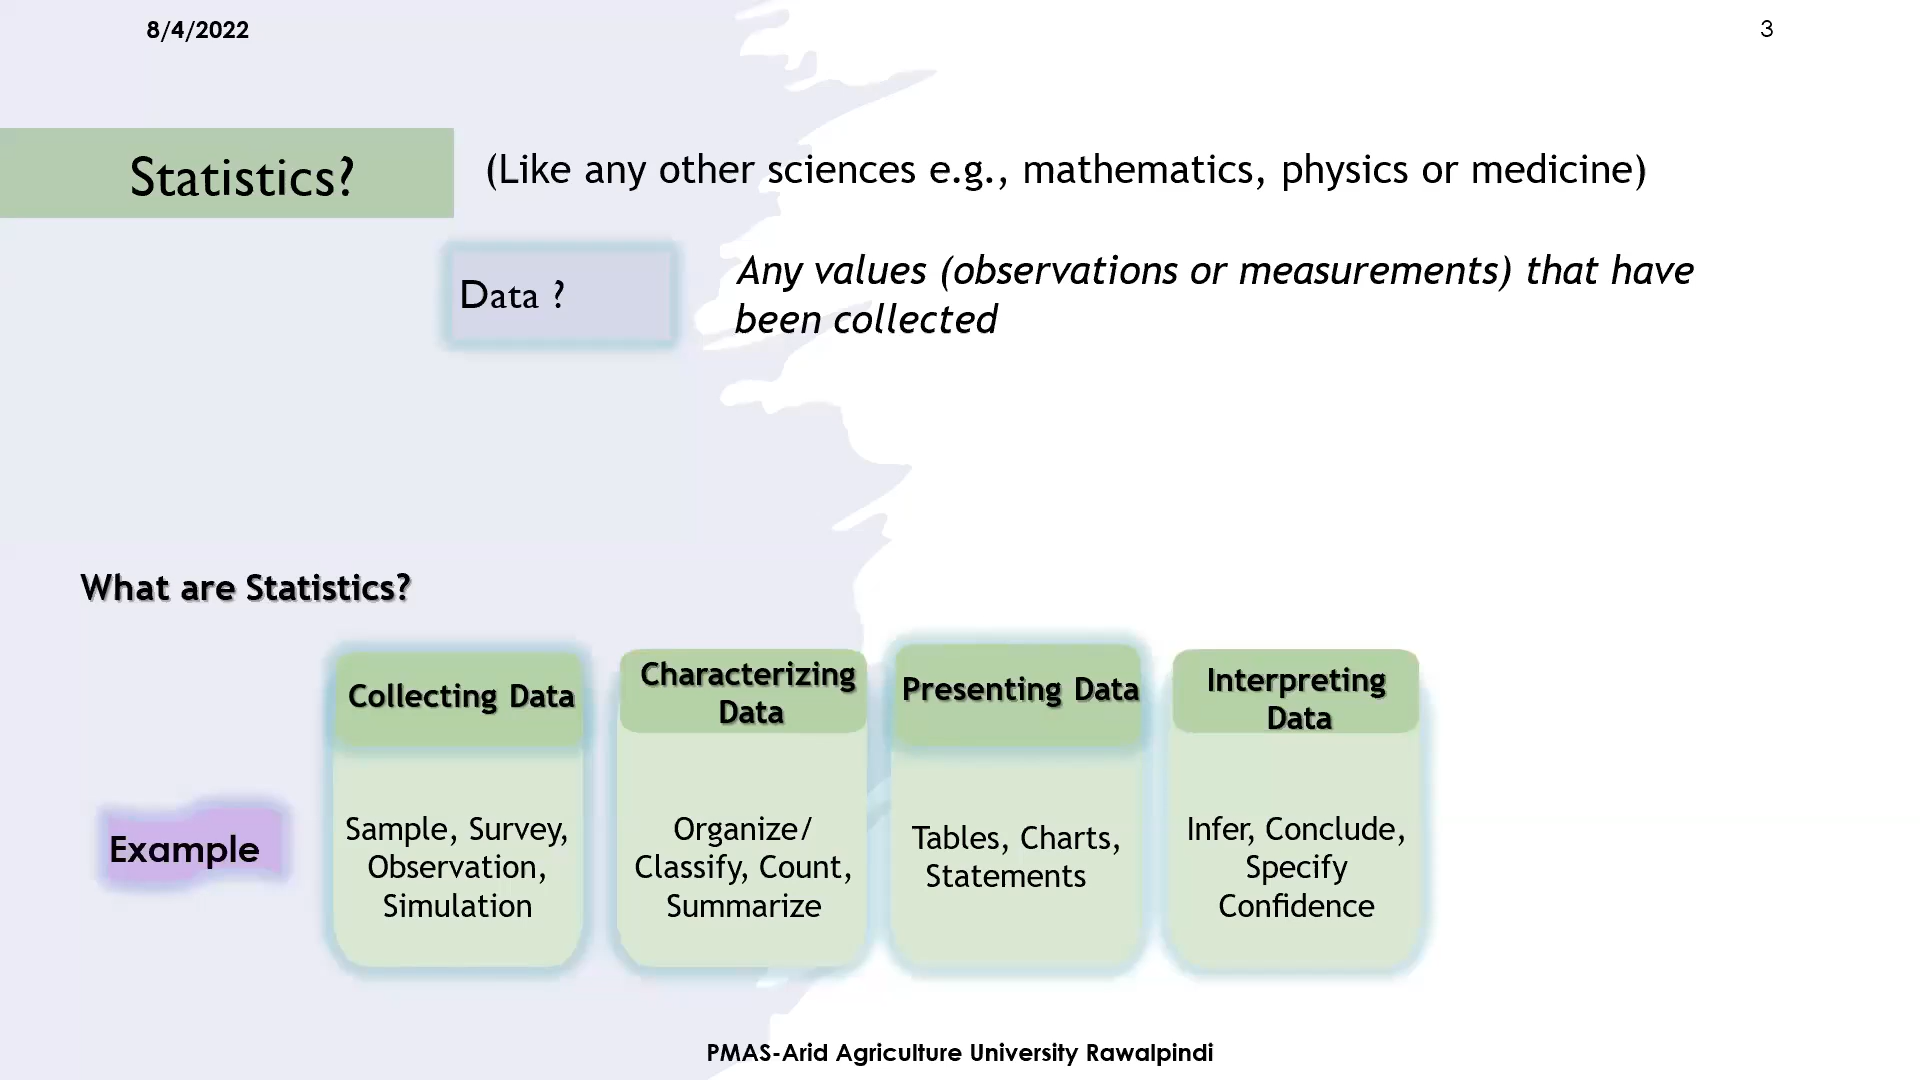 8/4/2022
3
Statistics?
(Like any other sciences e.g., mathematics, physics or medicine)
Data ?
Any values (observations or measurements) that have
been collected
What are Statistics?
Collecting Data
Characterizing
Data
Presenting Data
Interpreting
Data
Example
Sample, Survey,
Observation,
Simulation
Organize/
Classify, Count,
Summarize
Tables, Charts,
Statements
Infer, Conclude,
Specify
Confidence
PMAS-Arid Agriculture University Rawalpindi